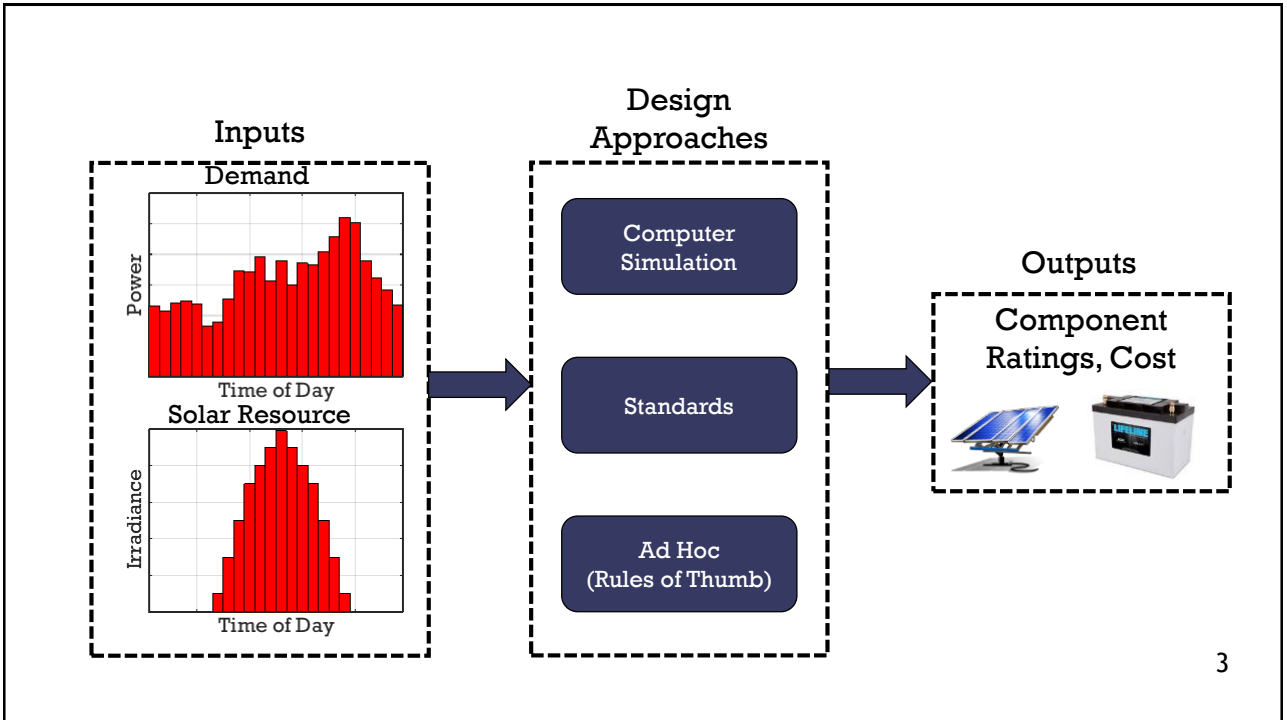 Inputs
Demand
Power
Time of Day
Solar Resource
Irradiance
Time of Day
Design
Approaches
Computer
Simulation
Standards
Ad Hoc
(Rules of Thumb)
Outputs
Component
Ratings, Cost
LIFELINE
3